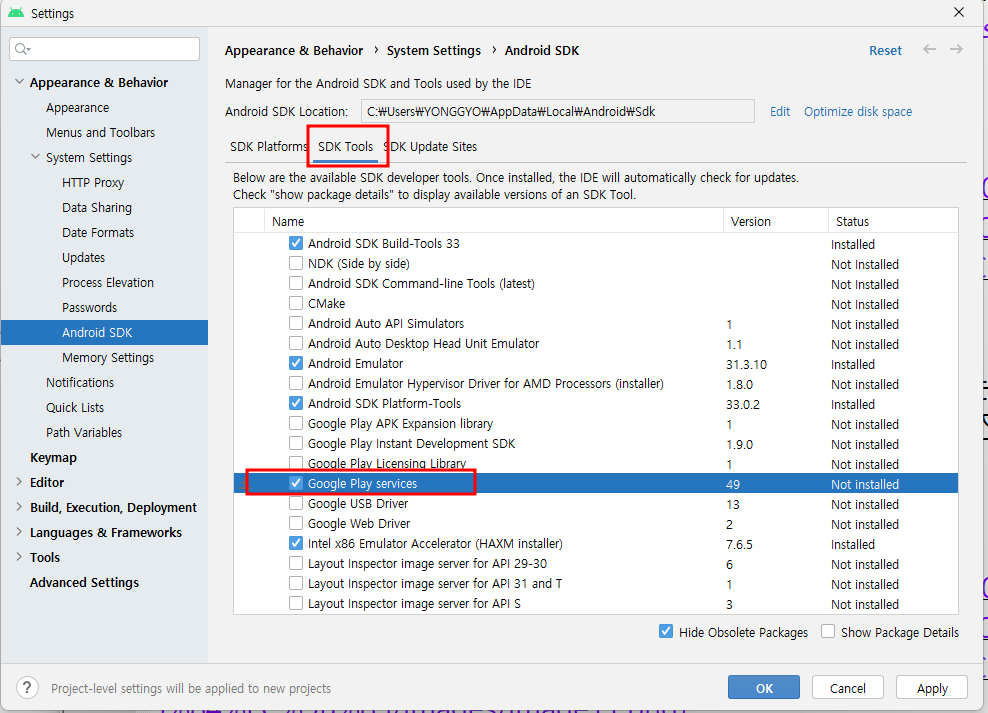 Settings
Appearance & Behavior
Appearance
Menus and Toolbars
System Settings
HTTP Proxy
Data Sharing
Date Formats
Updates
Process Elevation
Passwords
Android SDK
Memory Settings
Notifications
Quick Lists
Path Variables
Keymap
Editor
Build, Execution, Deployment
Languages & Frameworks
Tools
Advanced Settings
Appearance & Behavior › System Settings › Android SDK
Reset
Manager for the Android SDK and Tools used by the IDE
Android SDK Location: C:₩Users₩YONGGYO₩AppData₩Local₩Android₩Sdk Edit Optimize disk space
SDK Platforms SDK Tools SDK Update Sites
Below are the available SDK developer tools. Once installed, the IDE will automatically check for updates.
Check "show package details" to display available versions of an SDK Tool.
Name Version Status
Android SDK Build-Tools 33 Installed
NDK (Side by side) Not Installed
Android SDK Command-line Tools (latest) Not Installed
CMake Not Installed
Android Auto API Simulators 1 Not installed
Android Auto Desktop Head Unit Emulator 1.1 Not installed
Android Emulator 31.3.10 Installed
Android Emulator Hypervisor Driver for AMD Processors (installer) 1.8.0 Not installed
Android SDK Platform-Tools 33.0.2 Installed
Google Play APK Expansion library 1 Not installed
Google Play Instant Development SDK 1.9.0 Not installed
Google Play Licensing Library 1 Not installed
Google Play services 49 Not installed
Google USB Driver 13 Not installed
Google Web Driver 2 Not installed
Intel x86 Emulator Accelerator (HAXM installer) 7.6.5 Installed
Layout Inspector image server for API 29-30 6 Not installed
Layout Inspector image server for API 31 and T 1 Not installed
Layout Inspector image server for API S 3 Not installed
Hide Obsolete Packages Show Package Details
? Project-level settings will be applied to new projects
OK Cancel Apply